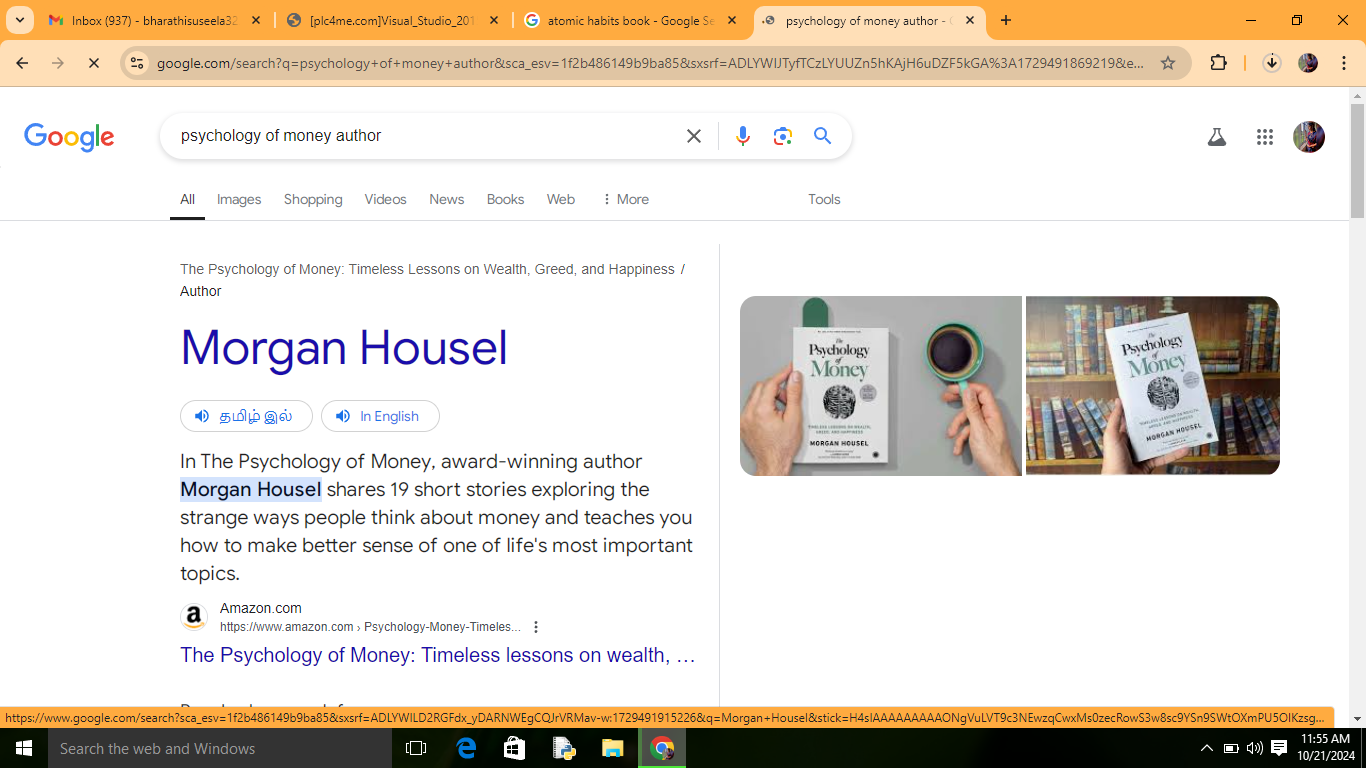 Inbox (937) - bharathisuseela32
[plc4me.com]Visual_Studio_201
atomic habits book - Google Se
psychology of money author - G
google.com/search?q=psychology+of+money+author&sca_esv=1f2b486149b9ba85&sxsrf=ADLYWIJTyfTCzLYUUZn5hKAjH6uDZF5kGA%3A1729491869219&e...
Google
psychology of money author
All Images Shopping Videos News Books Web More Tools
The Psychology of Money: Timeless Lessons on Wealth, Greed, and Happiness /
Author
Morgan Housel
தமிழ் இல் In English
In The Psychology of Money, award-winning author
Morgan Housel shares 19 short stories exploring the
strange ways people think about money and teaches you
how to make better sense of one of life's most important
topics.
Amazon.com
https://www.amazon.com › Psychology-Money-Timeles...
The Psychology of Money: Timeless lessons on wealth, …
The
Psychology
of
Money
TIMELESS LESSONS ON WEALTH,
GREED, AND HAPPINESS
MORGAN HOUSEL
The
Psychology
of
Money
TIMELESS LESSONS ON WEALTH,
GREED, AND HAPPINESS
MORGAN HOUSEL
https://www.google.com/search?sca_esv=1f2b486149b9ba85&sxsrf=ADLYWILD2RGFdx_yDARNWEgCQJrVRMav-w:1729491915226&q=Morgan+Housel&stick=H4sIAAAAAAAAAONgVuLVT9c3NEwzqCwxMs0zecRowS3w8sc9YSn9SWtOXmPU5OIKzsg...
Search the web and Windows
11:55 AM
10/21/2024